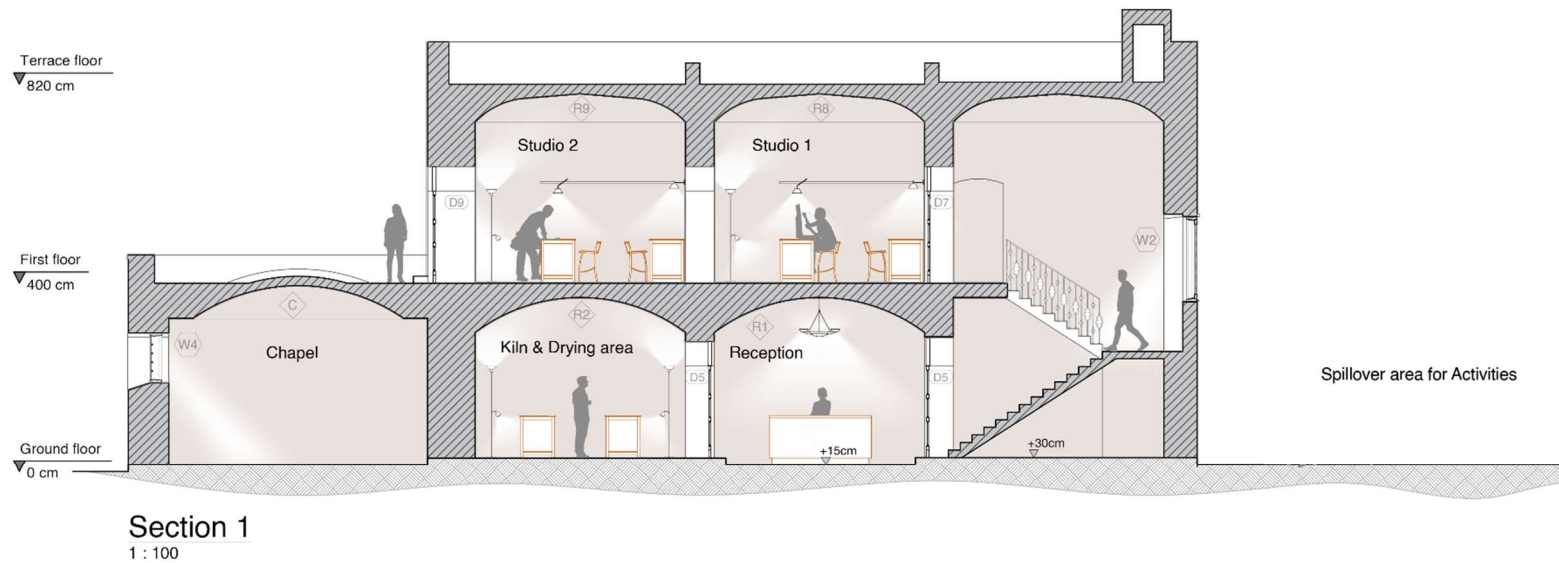 Terrace floor
820 cm
R9
R8
Studio 2
Studio 1
D9
D7
W2
First floor
400 cm
C
R2
R1
W4
Chapel
Kiln & Drying area
Reception
D5
D5
Spillover area for Activities
Ground floor
0 cm
+15cm
+30cm
Section 1
1 : 100